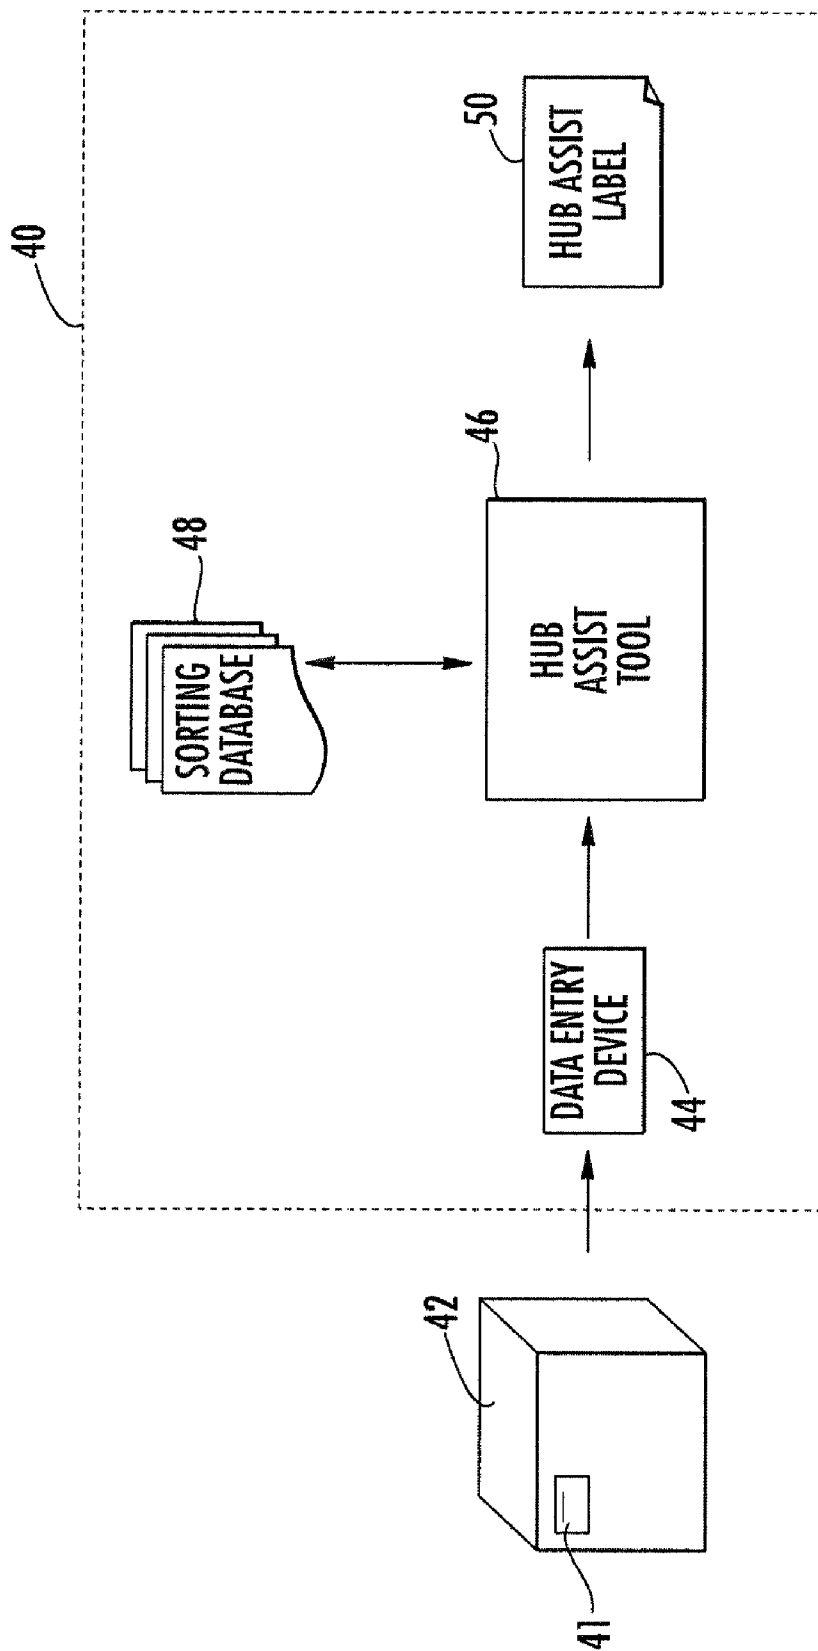 40
48
SORTING
DATABASE
42
41
DATA ENTRY
DEVICE
44
46
HUB
ASSIST
TOOL
50
HUB ASSIST
LABEL